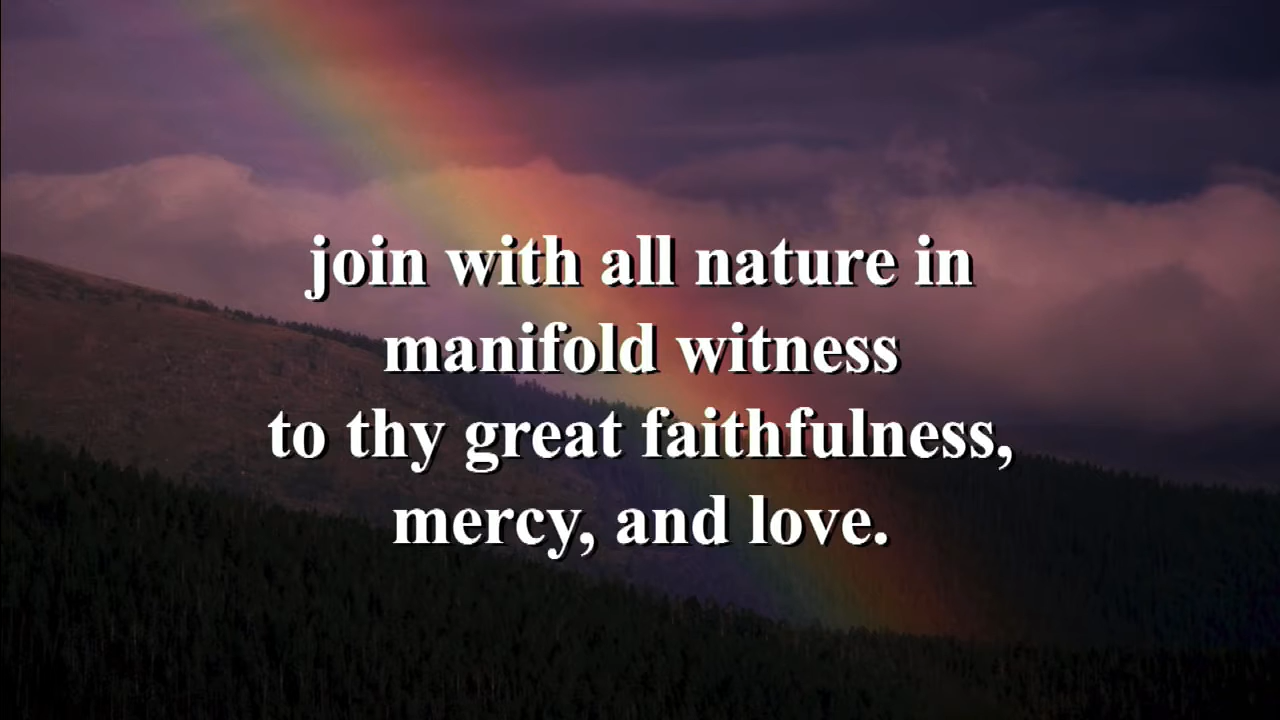 join with all nature in
manifold witness
to thy great faithfulness,
mercy, and love.